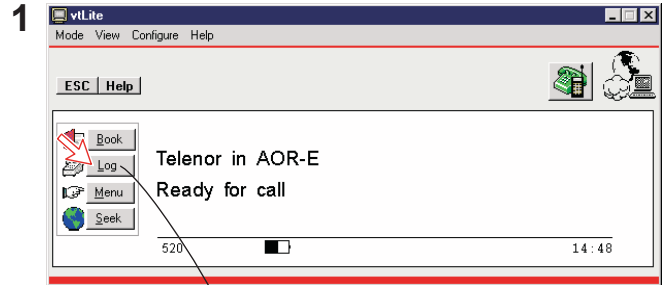 1
vtLite
Mode View Configure Help
ESC Help
Book
Log
Menu
Seek
Telenor in AOR-E
Ready for call
520 14:48